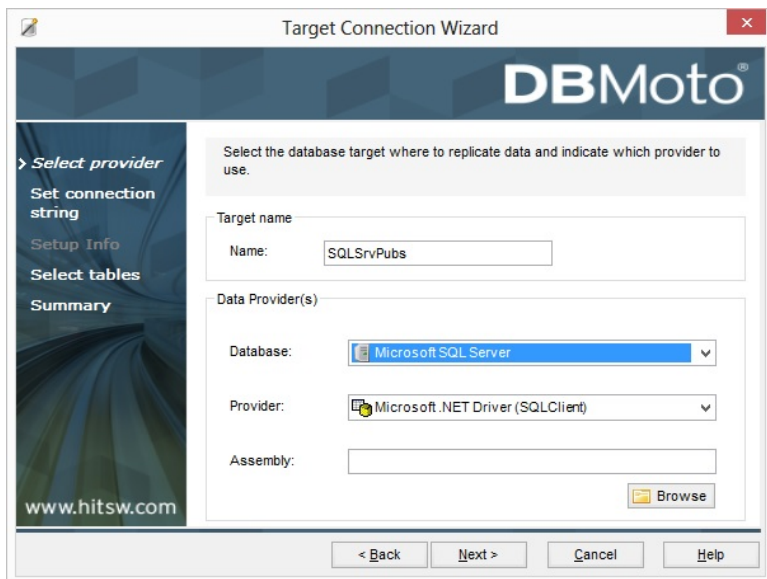 Target Connection Wizard
DBMoto®
> Select provider
Set connection
string
Setup Info
Select tables
Summary
www.hitsw.com
Select the database target where to replicate data and indicate which provider to
use.
Target name
Name:
SQLSrvPubs
Data Provider(s)
Database:
Microsoft SQL Server
Provider:
Microsoft .NET Driver (SQLClient)
Assembly:
Browse
< Back
Next >
Cancel
Help